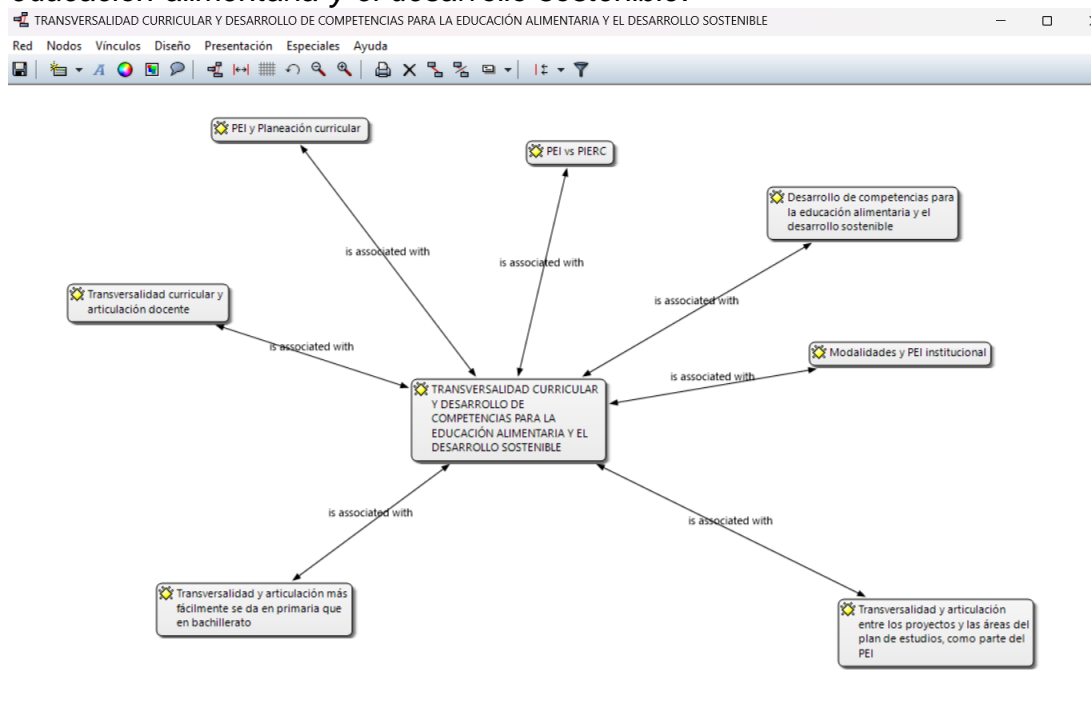 educación alimentaria y el desarrollo sostenible.
TRANSVERSALIDAD CURRICULAR Y DESARROLLO DE COMPETENCIAS PARA LA EDUCACIÓN ALIMENTARIA Y EL DESARROLLO SOSTENIBLE
Red Nodos Vínculos Diseño Presentación Especiales Ayuda
PEI y Planeación curricular
PEI vs PIERC
Desarrollo de competencias para
la educación alimentaria y el
desarrollo sostenible
is associated with
is associated with
Transversalidad curricular y
articulación docente
is associated with
is associated with
Modalidades y PEI institucional
is associated with
TRANSVERSALIDAD CURRICULAR
Y DESARROLLO DE
COMPETENCIAS PARA LA
EDUCACIÓN ALIMENTARIA Y EL
DESARROLLO SOSTENIBLE
is associated with
is associated with
Transversalidad y articulación más
fácilmente se da en primaria que
en bachillerato
Transversalidad y articulación
entre los proyectos y las áreas del
plan de estudios, como parte del
PEI